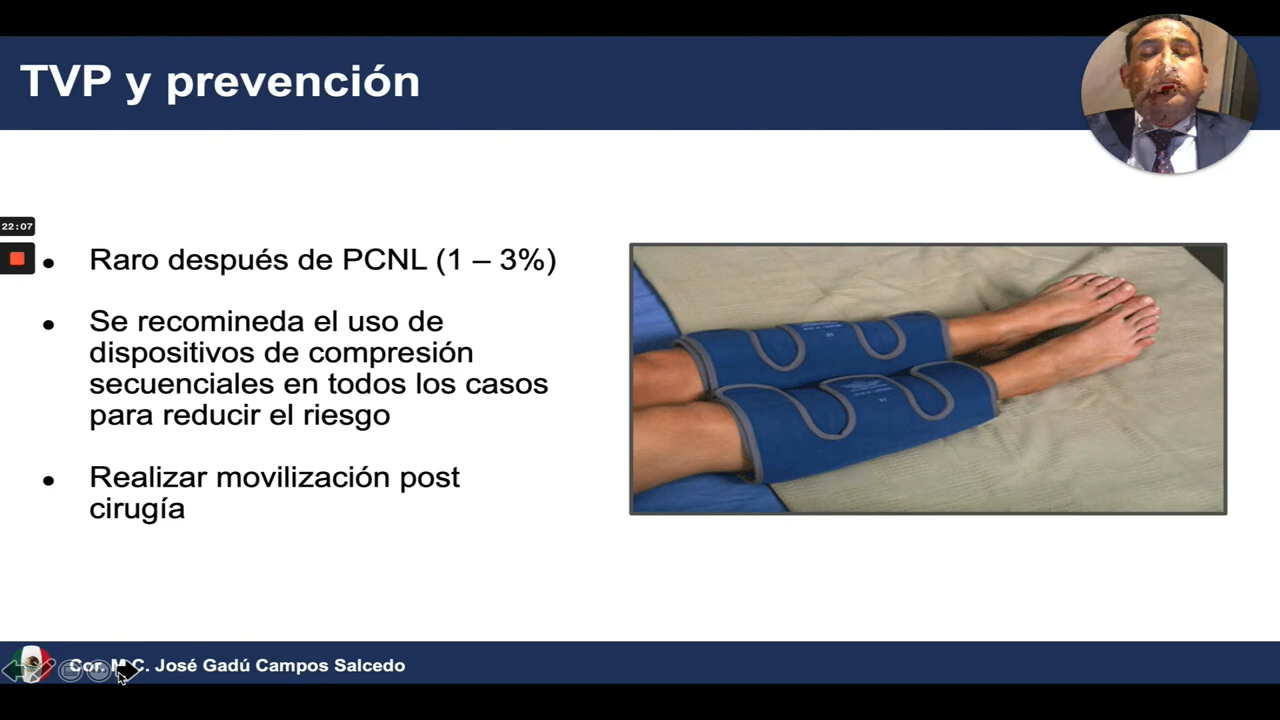 TVP y prevención
22:07
• Raro después de PCNL (1 – 3%)
• Se recomineda el uso de
dispositivos de compresión
secuenciales en todos los casos
para reducir el riesgo
• Realizar movilización post
cirugía
Cor. M.C. José Gadú Campos Salcedo